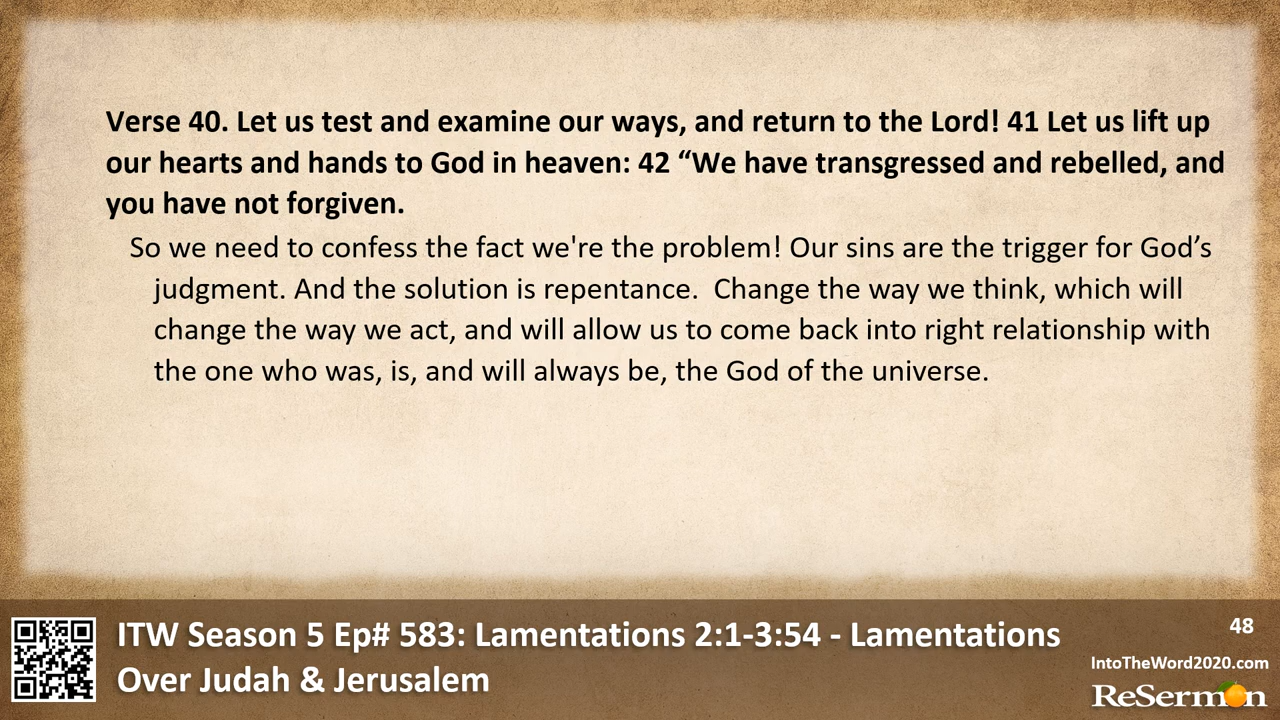 Verse 40. Let us test and examine our ways, and return to the Lord! 41 Let us lift up
our hearts and hands to God in heaven: 42 “We have transgressed and rebelled, and
you have not forgiven.
So we need to confess the fact we're the problem! Our sins are the trigger for God’s
judgment. And the solution is repentance.  Change the way we think, which will
change the way we act, and will allow us to come back into right relationship with
the one who was, is, and will always be, the God of the universe.
ITW Season 5 Ep# 583: Lamentations 2:1-3:54 - Lamentations
Over Judah & Jerusalem
48
IntoTheWord2020.com
ReSermon